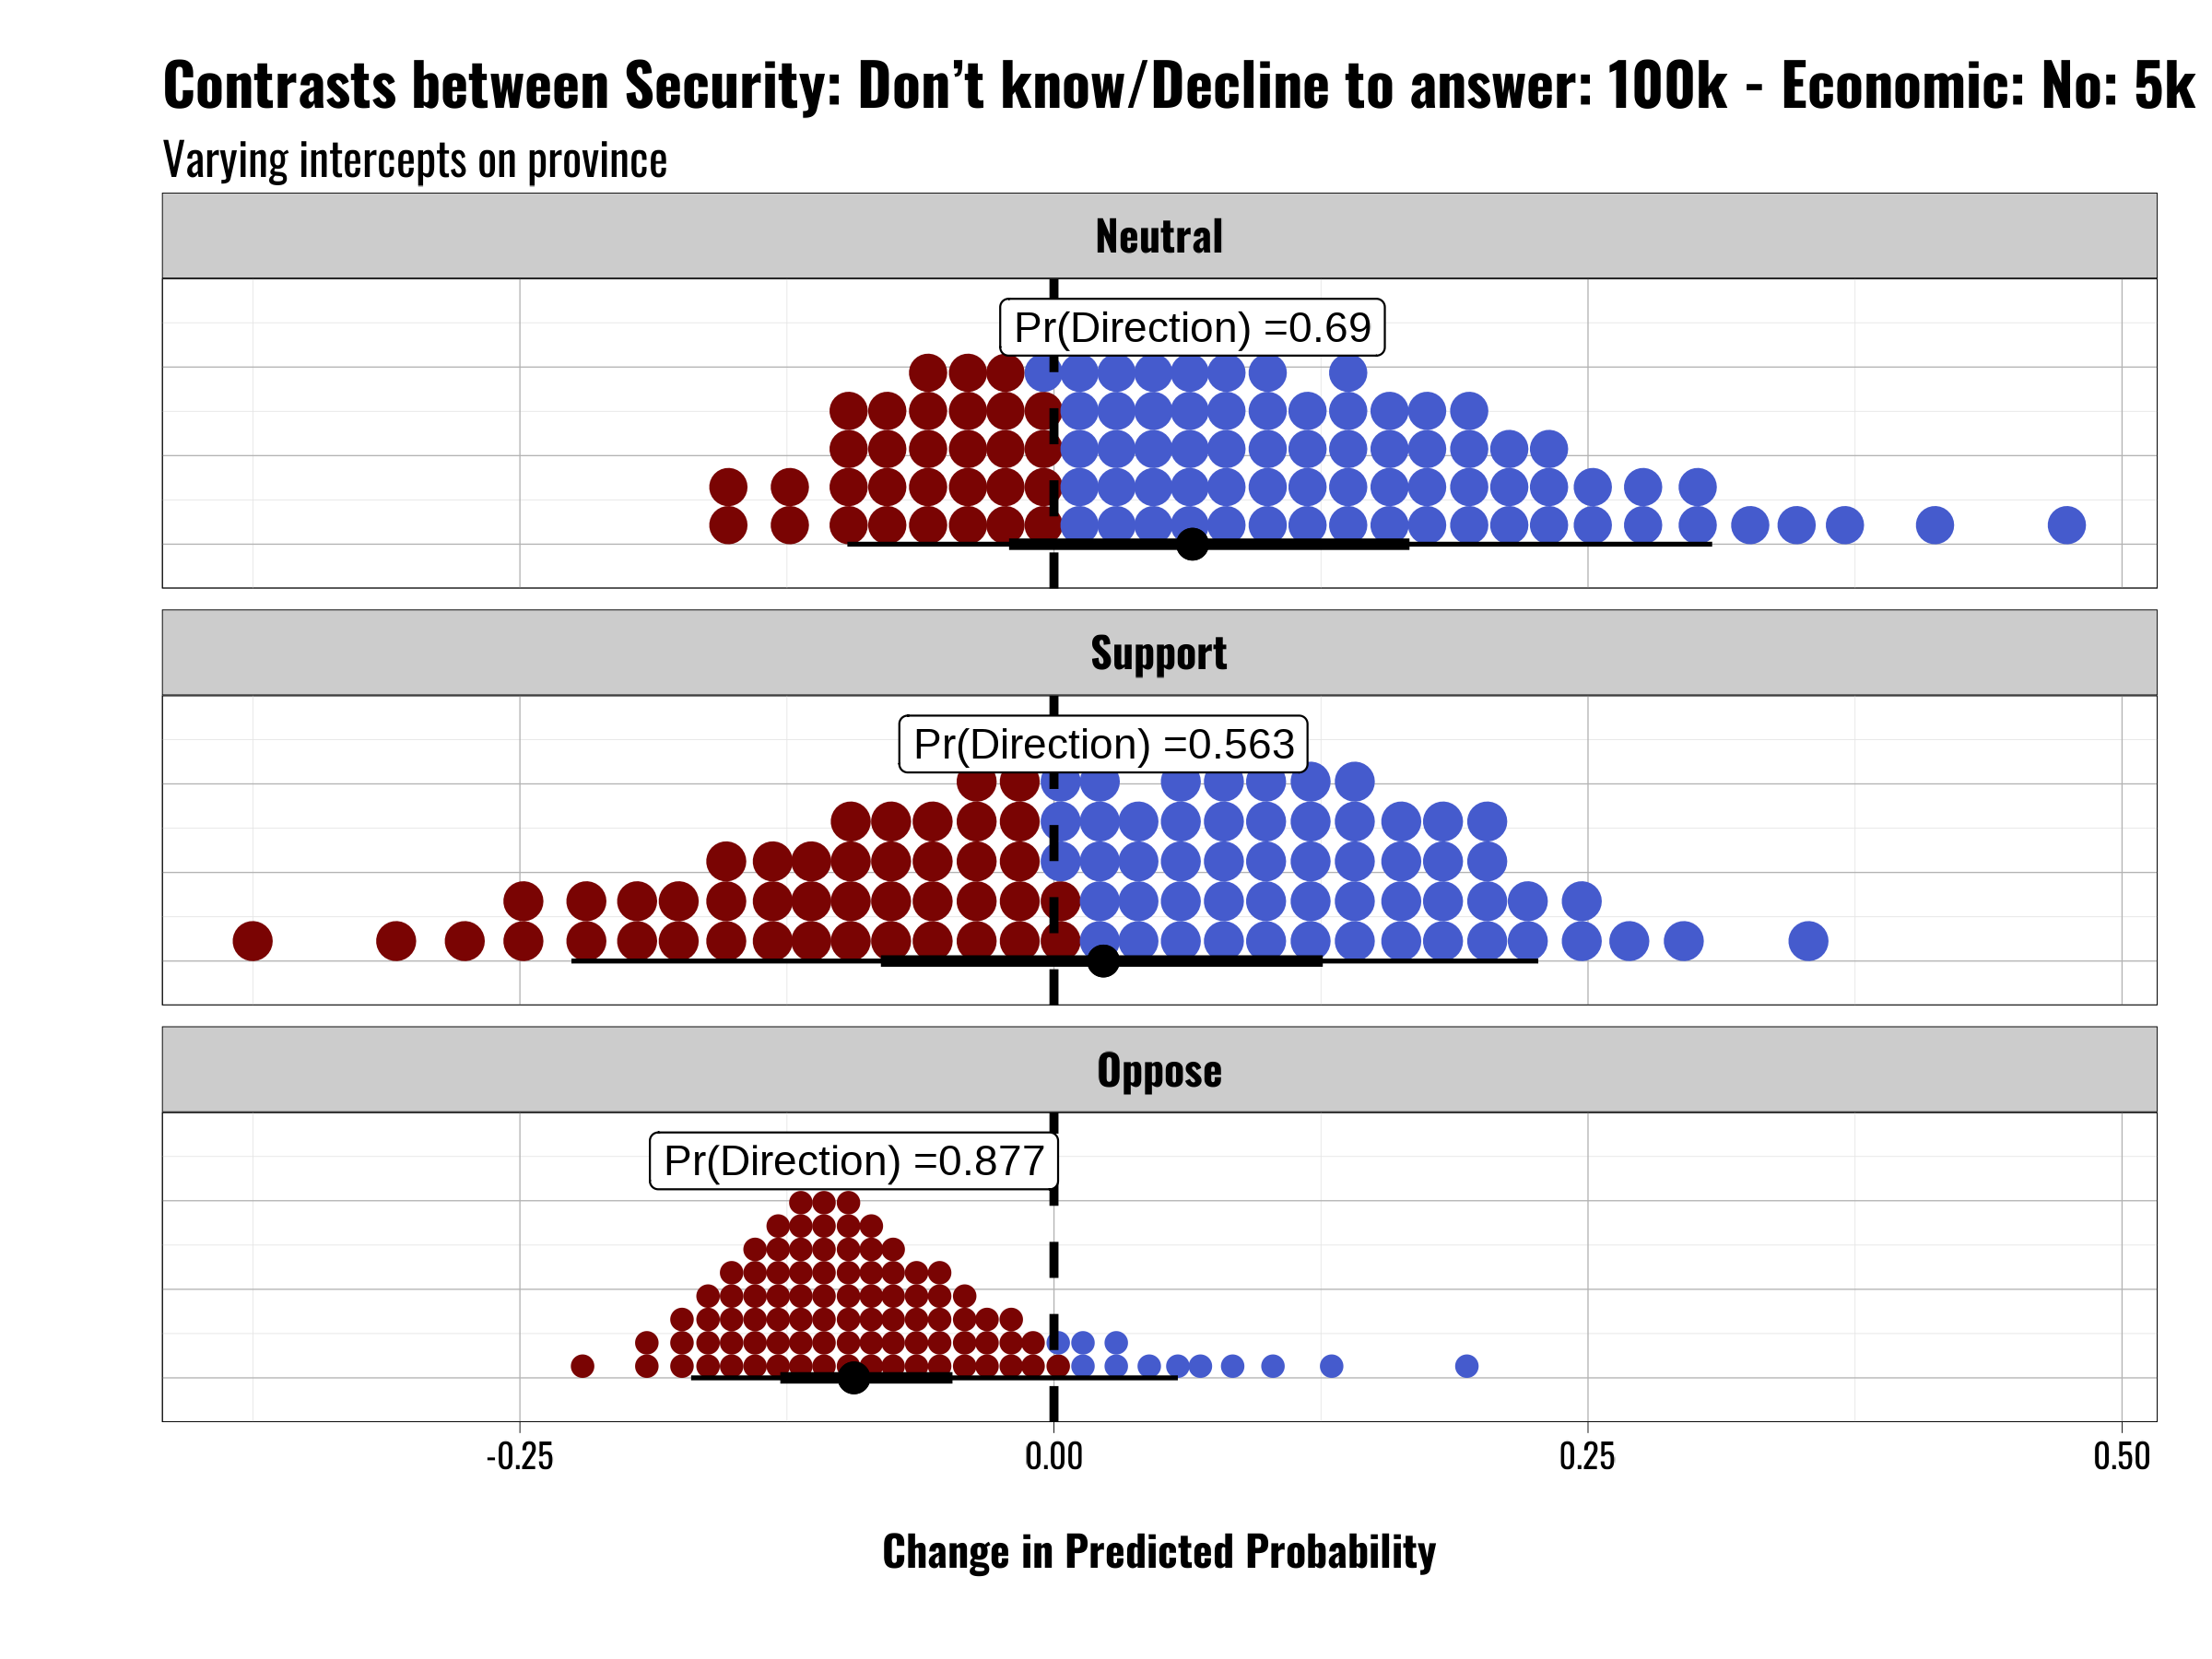 Contrasts between Security: Don’t know/Decline to answer: 100k - Economic: No: 5k
Varying intercepts on province
Neutral
Pr(Direction) =0.69
Support
Pr(Direction) =0.563
Oppose
Pr(Direction) =0.877
-0.25 0.00 0.25 0.50
Change in Predicted Probability